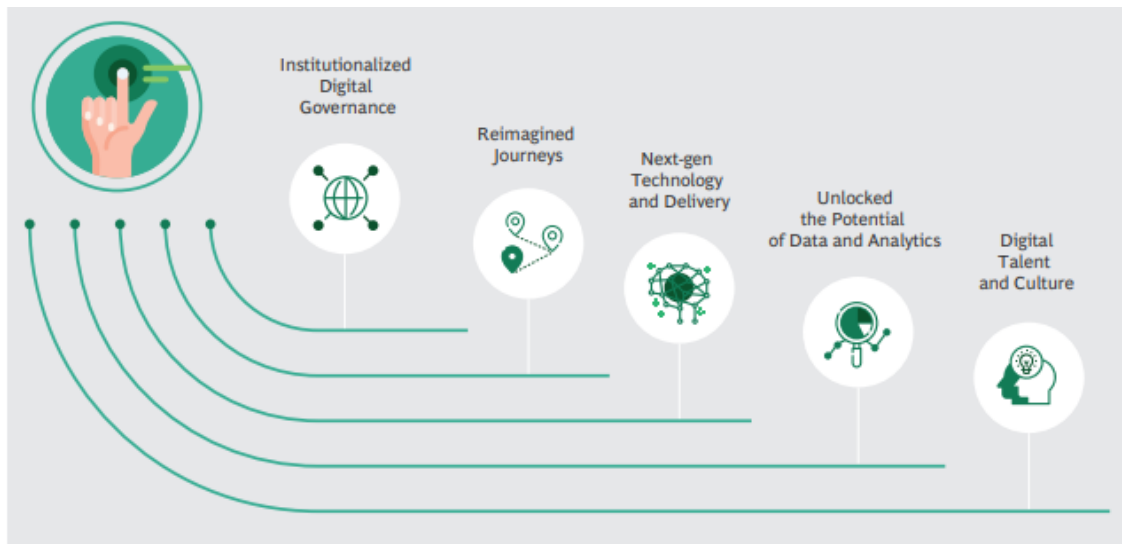 Institutionalized
Digital
Governance
Reimagined
Journeys
Next-gen
Technology
and Delivery
Unlocked
the Potential
of Data and Analytics
Digital
Talent
and Culture